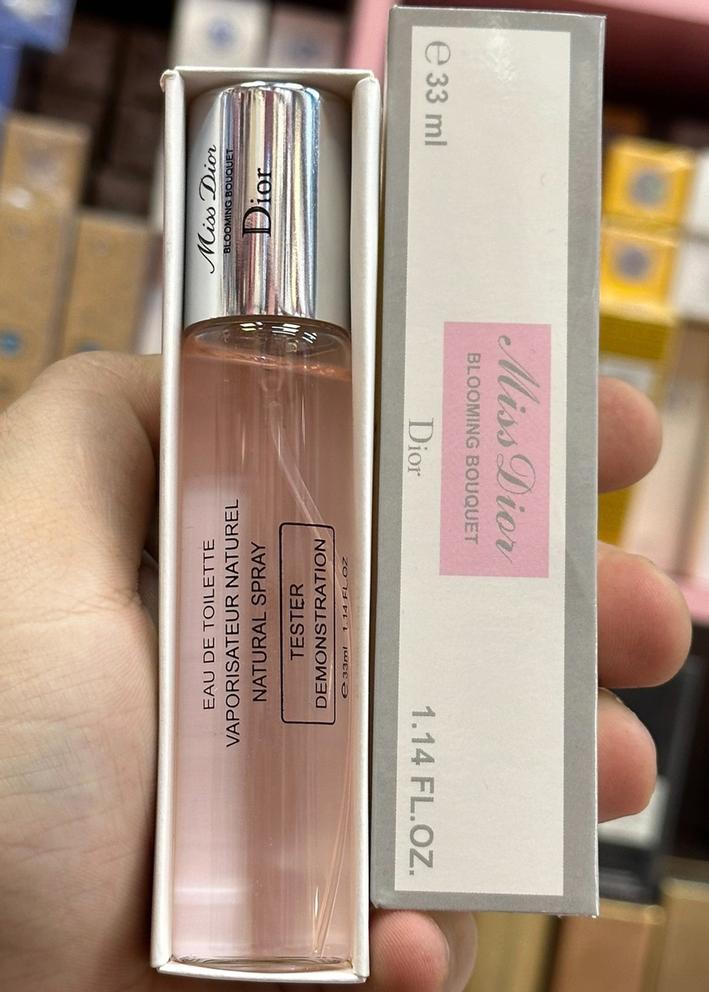 Miss Dior
BLOOMING BOUQUET
Dior
EAU DE TOILETTE
VAPORISATEUR NATUREL
NATURAL SPRAY
TESTER
DEMONSTRATION
e 33ml 1.14 FL.OZ
e 33 ml
Miss Dior
BLOOMING BOUQUET
Dior
1.14 FL.OZ.